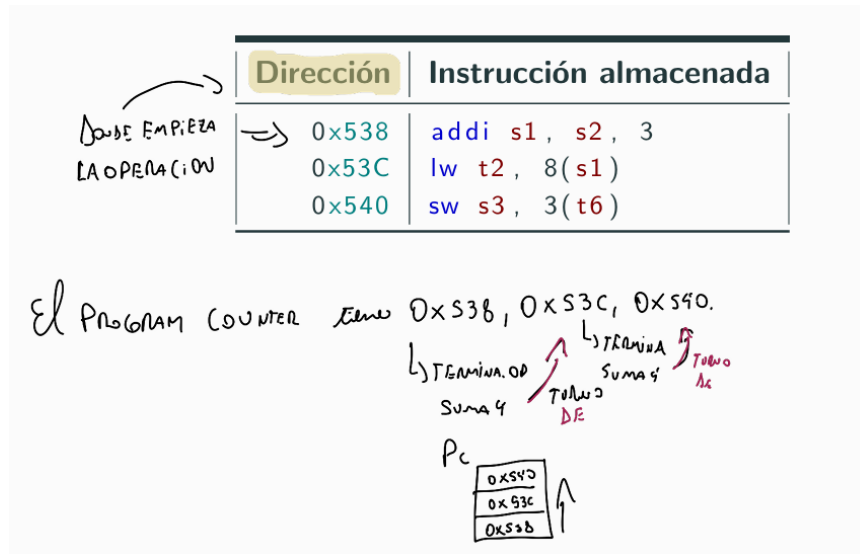 Dirección Instrucción almacenada
DONDE EMPIEZA
LA OPERACION
0x538 addi s1, s2, 3
0x53C lw t2, 8(s1)
0x540 sw s3, 3(t6)
El PROGRAM COUNTER tiene 0x538, 0x53C, 0x540.
TERMINA OP
SUMA 4
TURNO
DE
TERMINA
SUMA 4
TURNO
DE
PC
0x540
0x53C
0x538